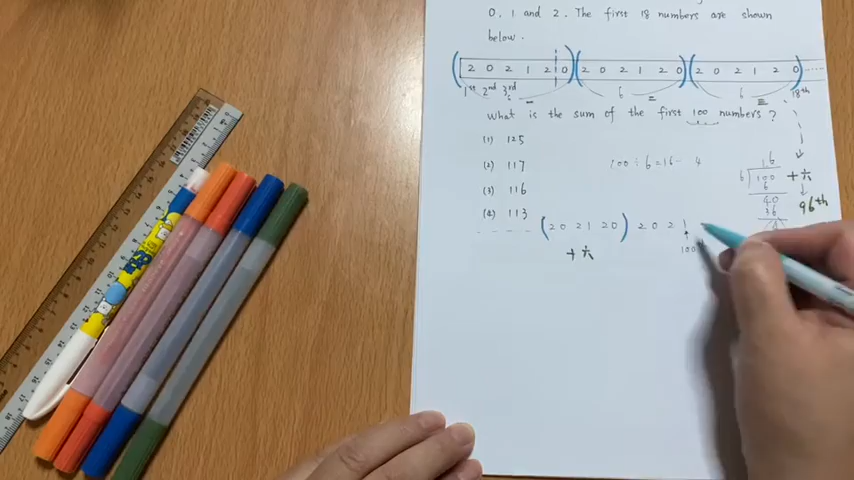 0, 1 and 2. The first 18 numbers are shown
below.
( 2 0 2 1 2 0 ) ( 2 0 2 1 2 0 ) ( 2 0 2 1 2 0 ) ......
1st 2nd 3rd 6 6 18th
What is the sum of the first 100 numbers ?
(1) 125
(2) 117
(3) 116
(4) 113
100 ÷ 6 = 16 - 4
16
6 100 + 六
6
40
36
4
96th
- - - - ( 2 0 2 1 2 0 ) 2 0 2 1
+ 六
100